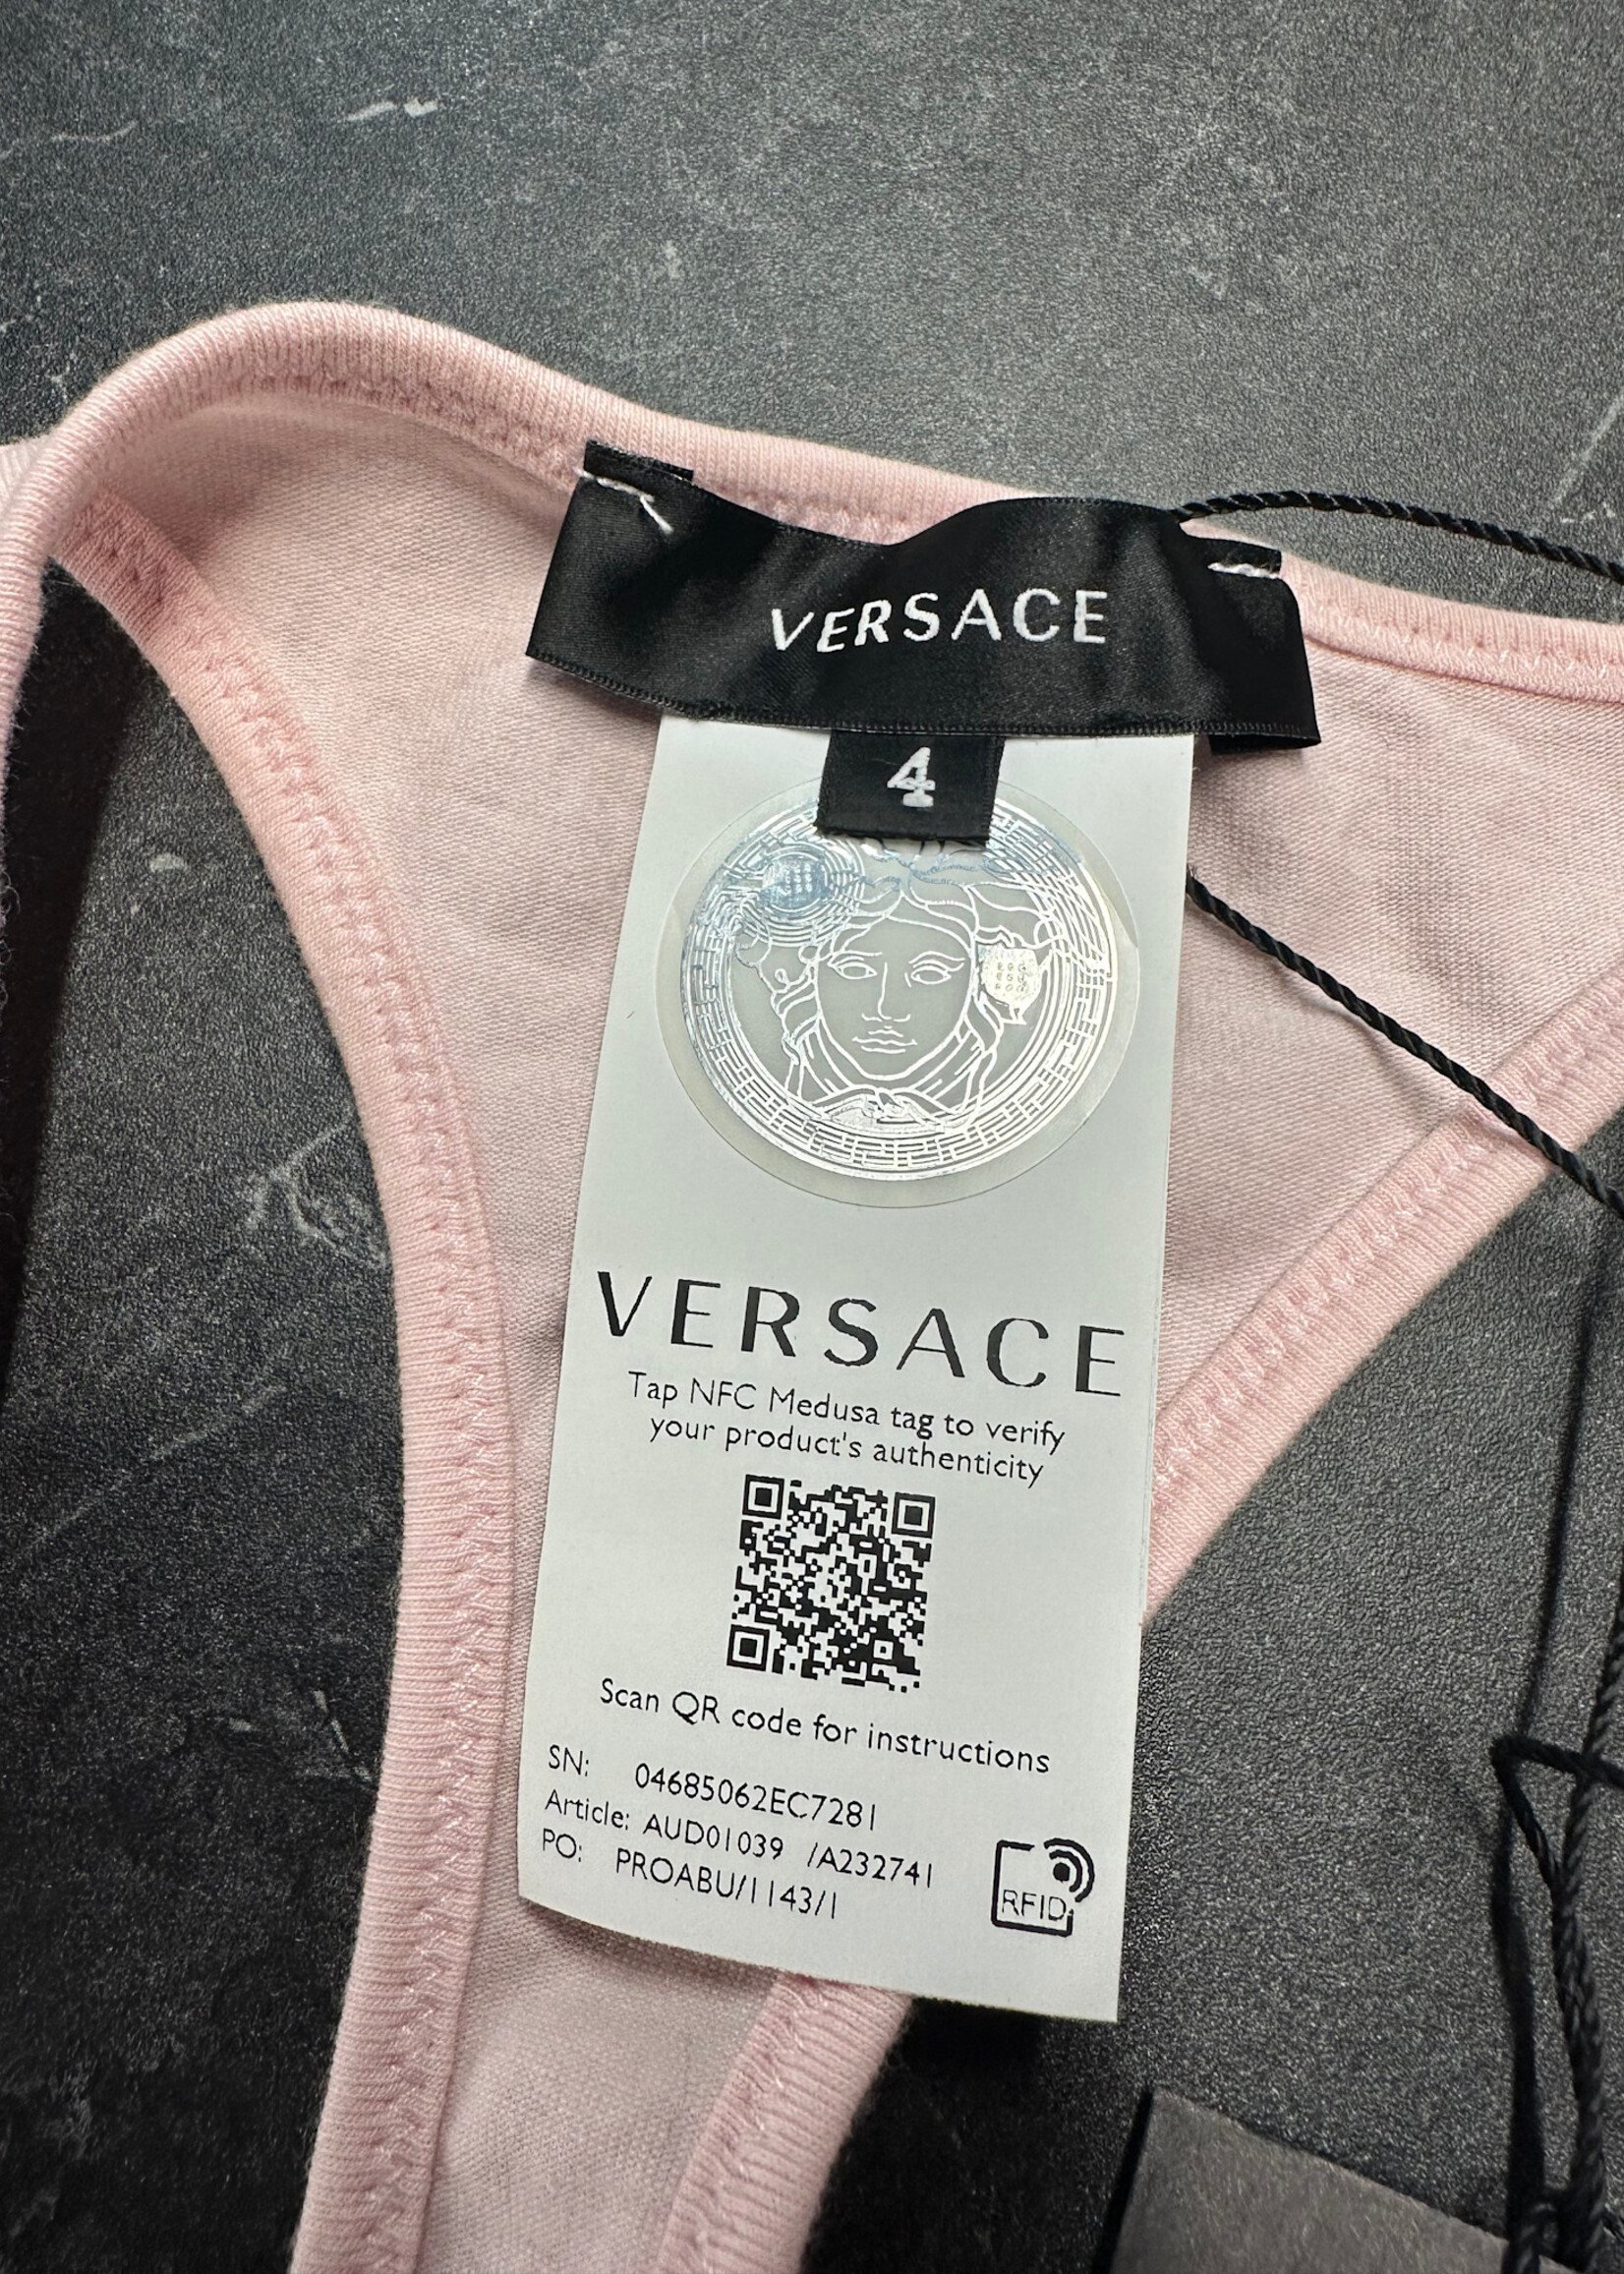 VERSACE
4
VERSACE
Tap NFC Medusa tag to verify
your product's authenticity
Scan QR code for instructions
SN: 04685062EC7281
Article: AUD01039 /A232741
PO: PROABU/1143/1
RFID